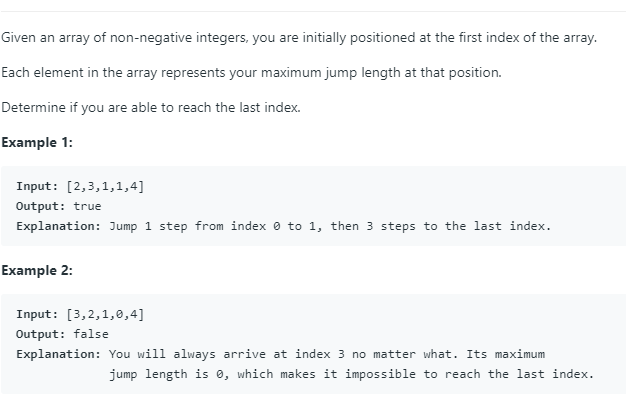 Given an array of non-negative integers, you are initially positioned at the first index of the array.
Each element in the array represents your maximum jump length at that position.
Determine if you are able to reach the last index.
Example 1:
Input: [2,3,1,1,4]
Output: true
Explanation: Jump 1 step from index 0 to 1, then 3 steps to the last index.
Example 2:
Input: [3,2,1,0,4]
Output: false
Explanation: You will always arrive at index 3 no matter what. Its maximum
jump length is 0, which makes it impossible to reach the last index.